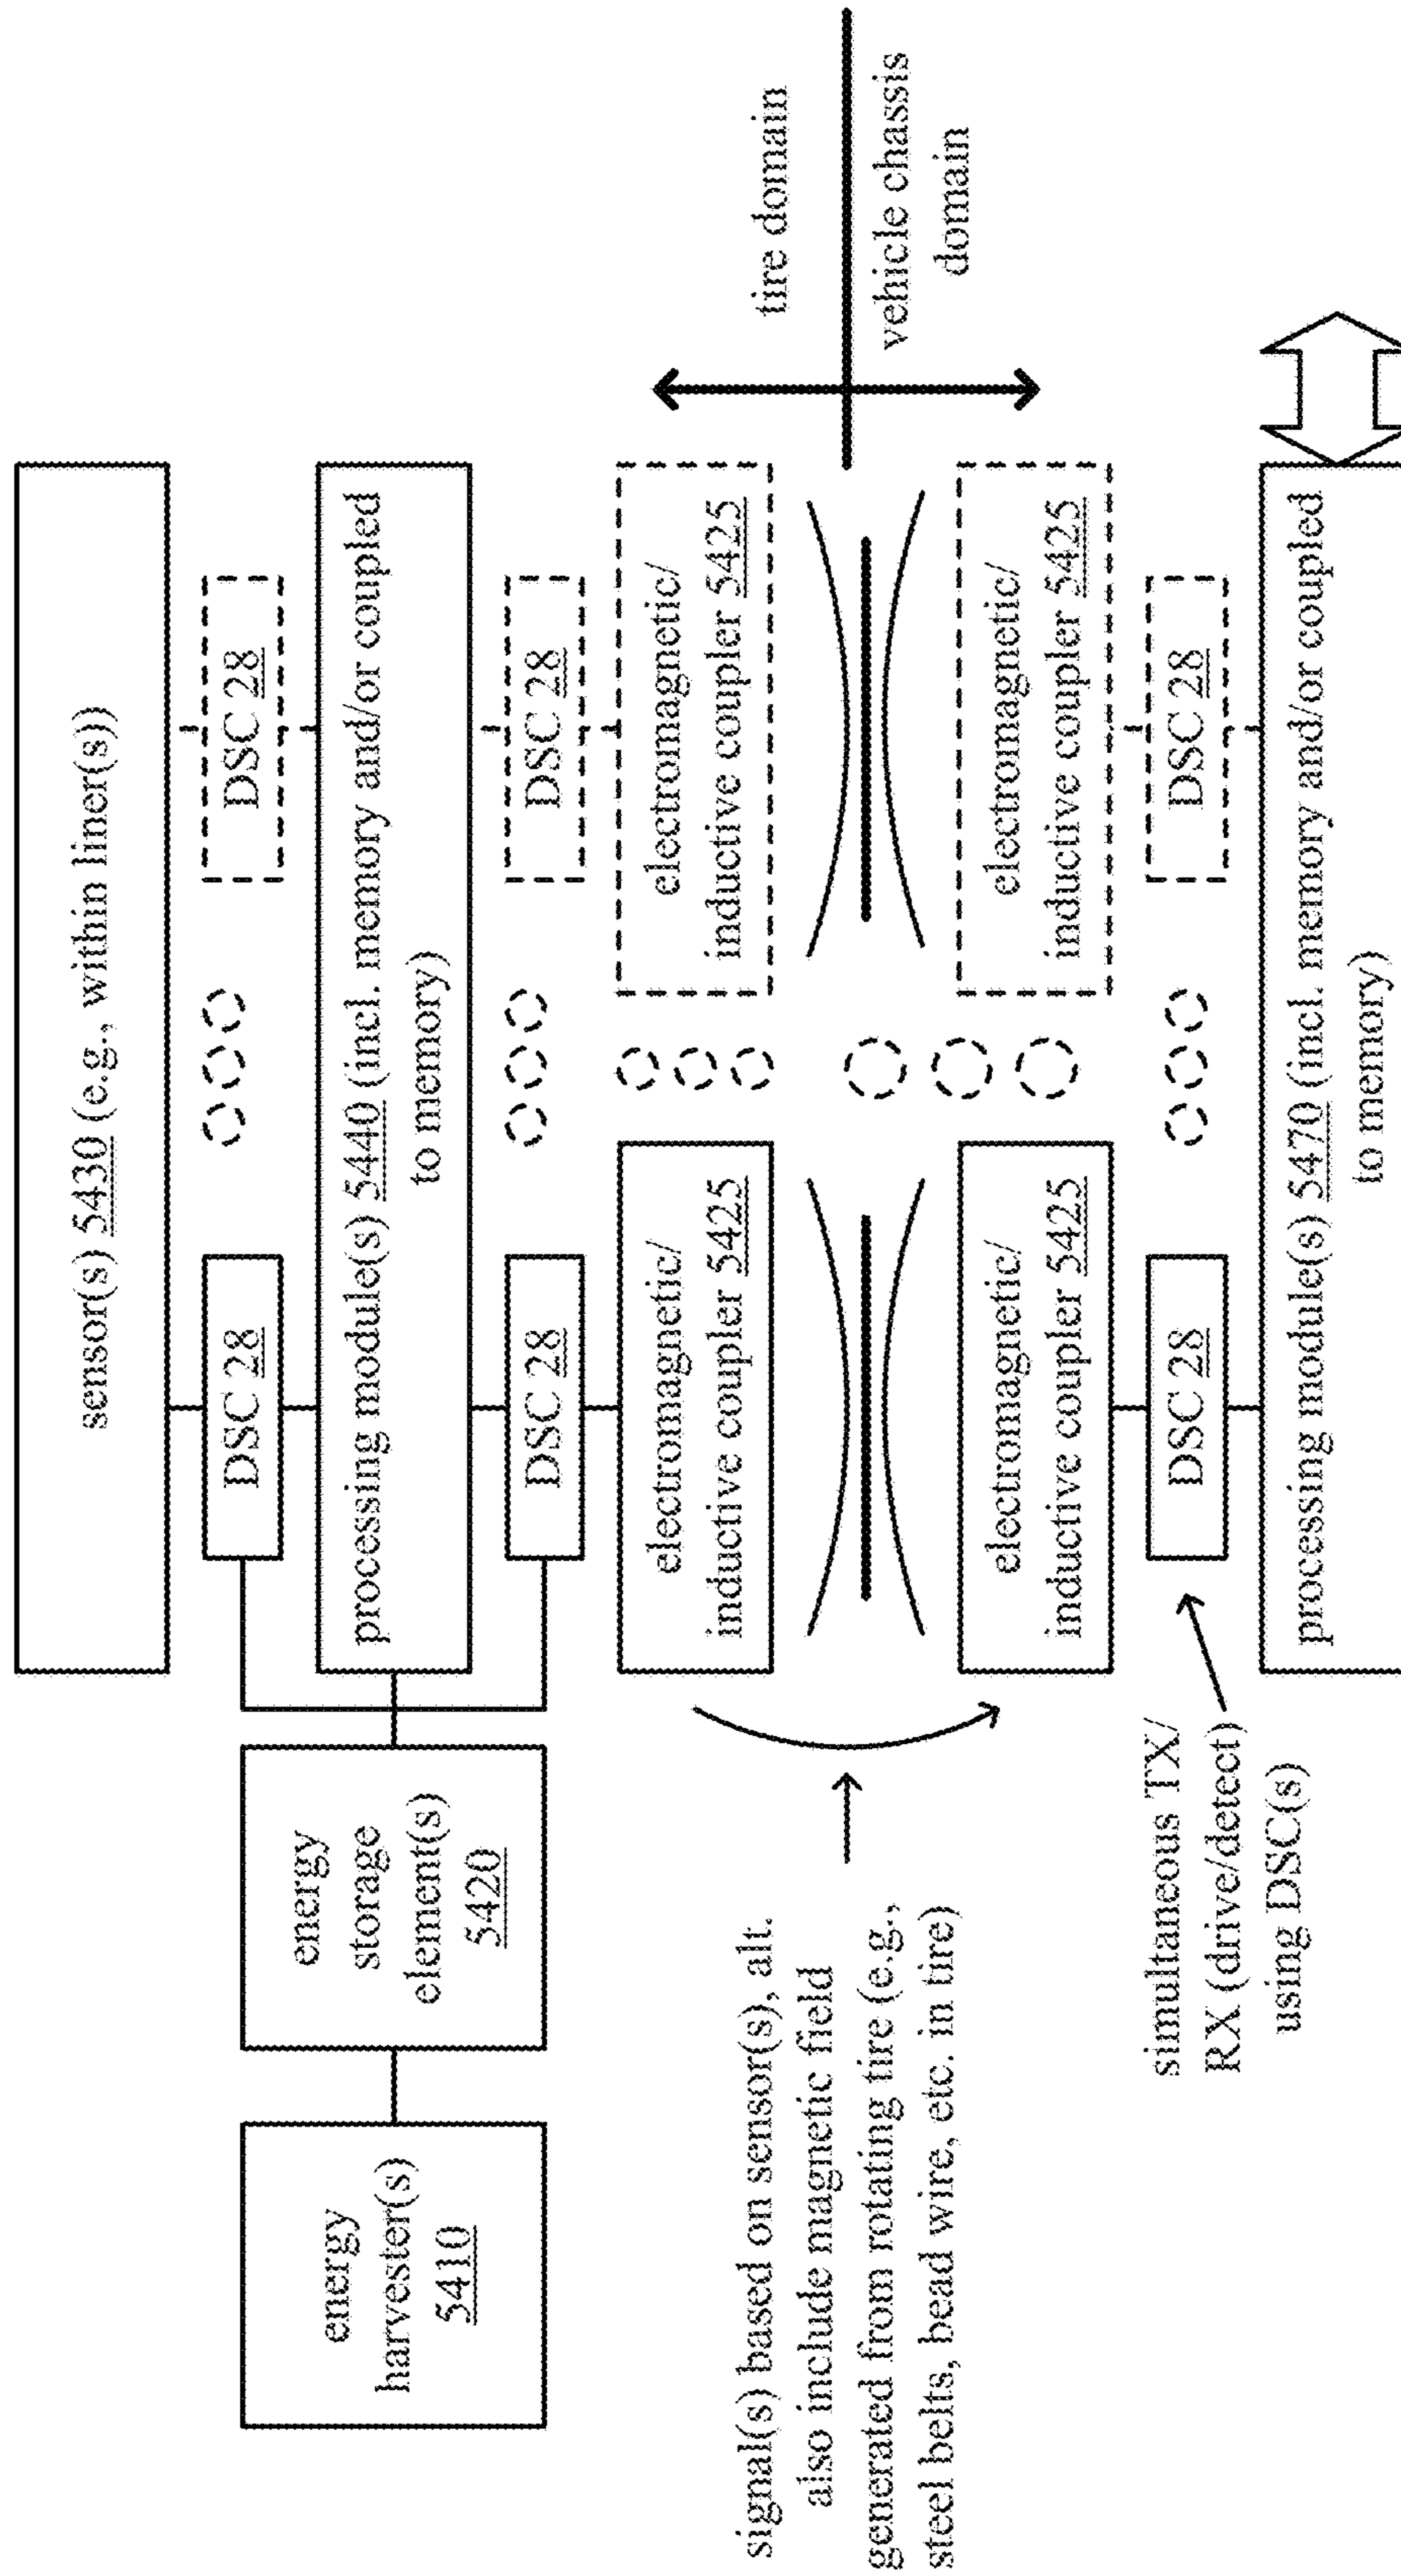 sensor(s) 5430 (e.g., within liner(s))
DSC 28
DSC 28
energy
harvester(s)
5410
energy
storage
element(s)
5420
processing module(s) 5440 (incl. memory and/or coupled
to memory)
DSC 28
DSC 28
electromagnetic/
inductive coupler 5425
electromagnetic/
inductive coupler 5425
signal(s) based on sensor(s), alt.
also include magnetic field
generated from rotating tire (e.g.,
steel belts, bead wire, etc. in tire)
tire domain
vehicle chassis
domain
electromagnetic/
inductive coupler 5425
electromagnetic/
inductive coupler 5425
simultaneous TX/
RX (drive/detect)
using DSC(s)
DSC 28
DSC 28
processing module(s) 5470 (incl. memory and/or coupled
to memory)